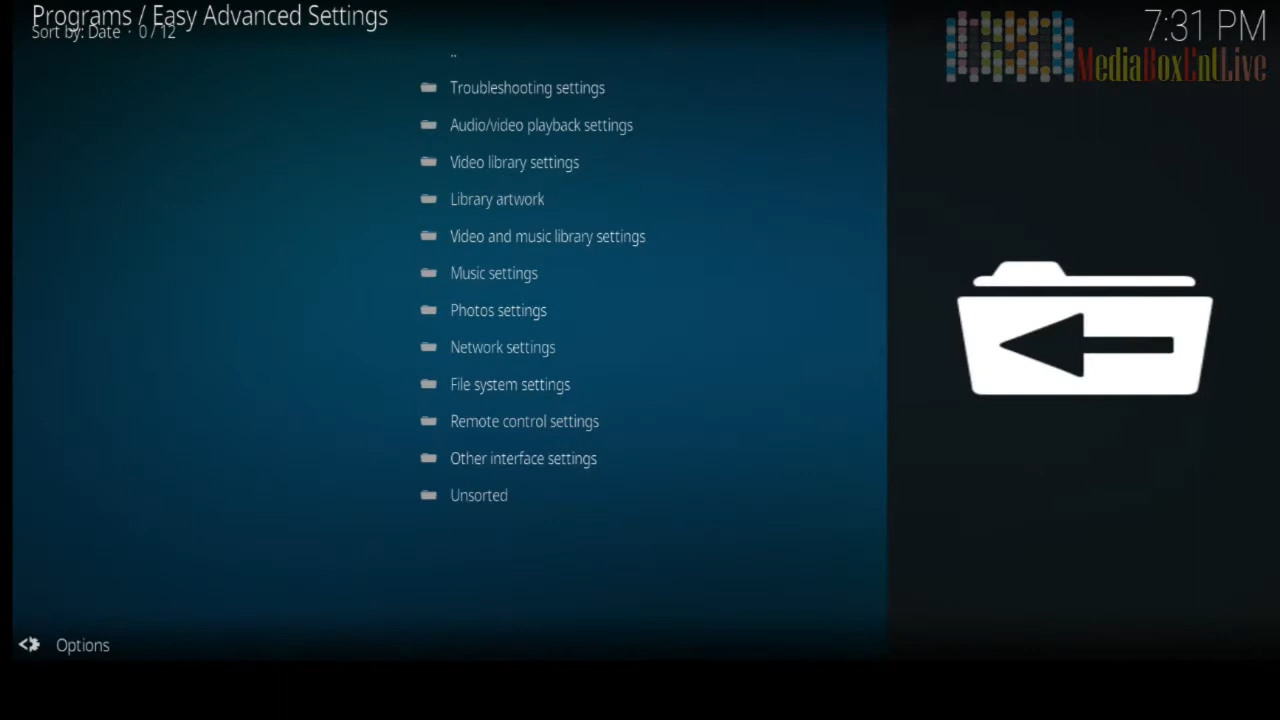 Programs / Easy Advanced Settings
Sort by: Date · 0 / 12
7:31 PM
MediaBoxEntLive
..
Troubleshooting settings
Audio/video playback settings
Video library settings
Library artwork
Video and music library settings
Music settings
Photos settings
Network settings
File system settings
Remote control settings
Other interface settings
Unsorted
Options